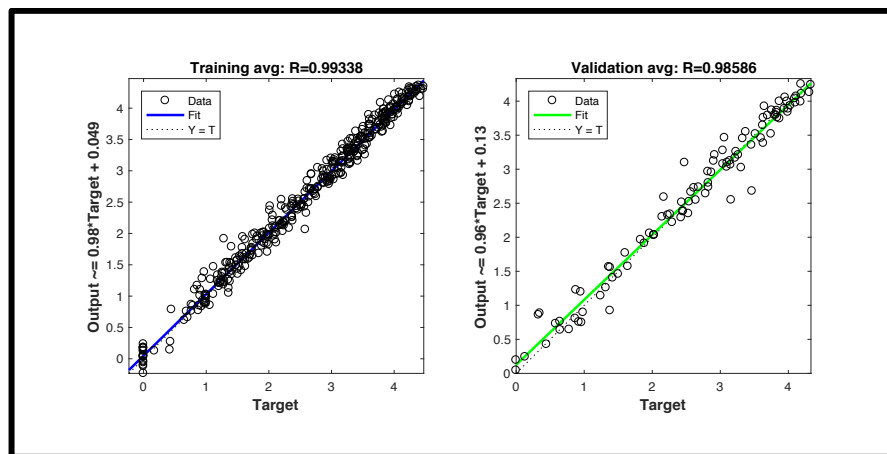 Training avg: R=0.99338
Output ~= 0.98*Target + 0.049
Data
Fit
Y = T
4
3.5
3
2.5
2
1.5
1
0.5
0
0
1
2
3
4
Target
Validation avg: R=0.98586
Output ~= 0.96*Target + 0.13
Data
Fit
Y = T
4
3.5
3
2.5
2
1.5
1
0.5
0
0
1
2
3
4
Target